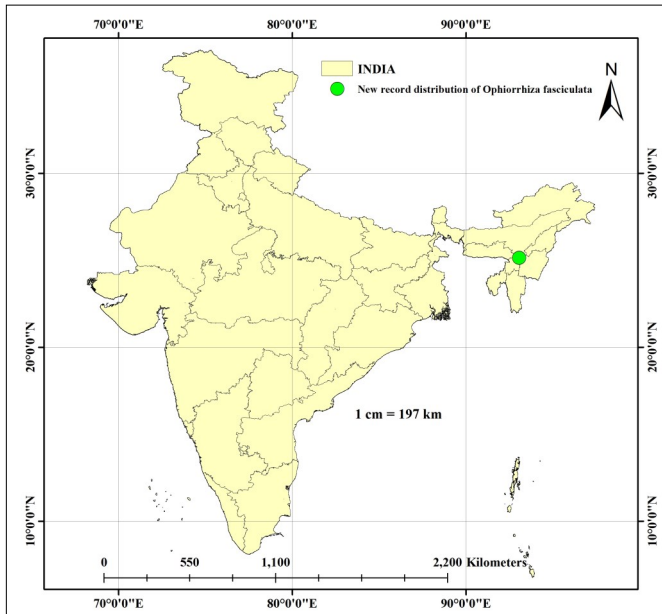 70°0'0"E 80°0'0"E 90°0'0"E
INDIA
New record distribution of Ophiorrhiza fasciculata
N
30°0'0"N 30°0'0"N
20°0'0"N 20°0'0"N
1 cm = 197 km
10°0'0"N 10°0'0"N
0 550 1,100 2,200 Kilometers
70°0'0"E 80°0'0"E 90°0'0"E